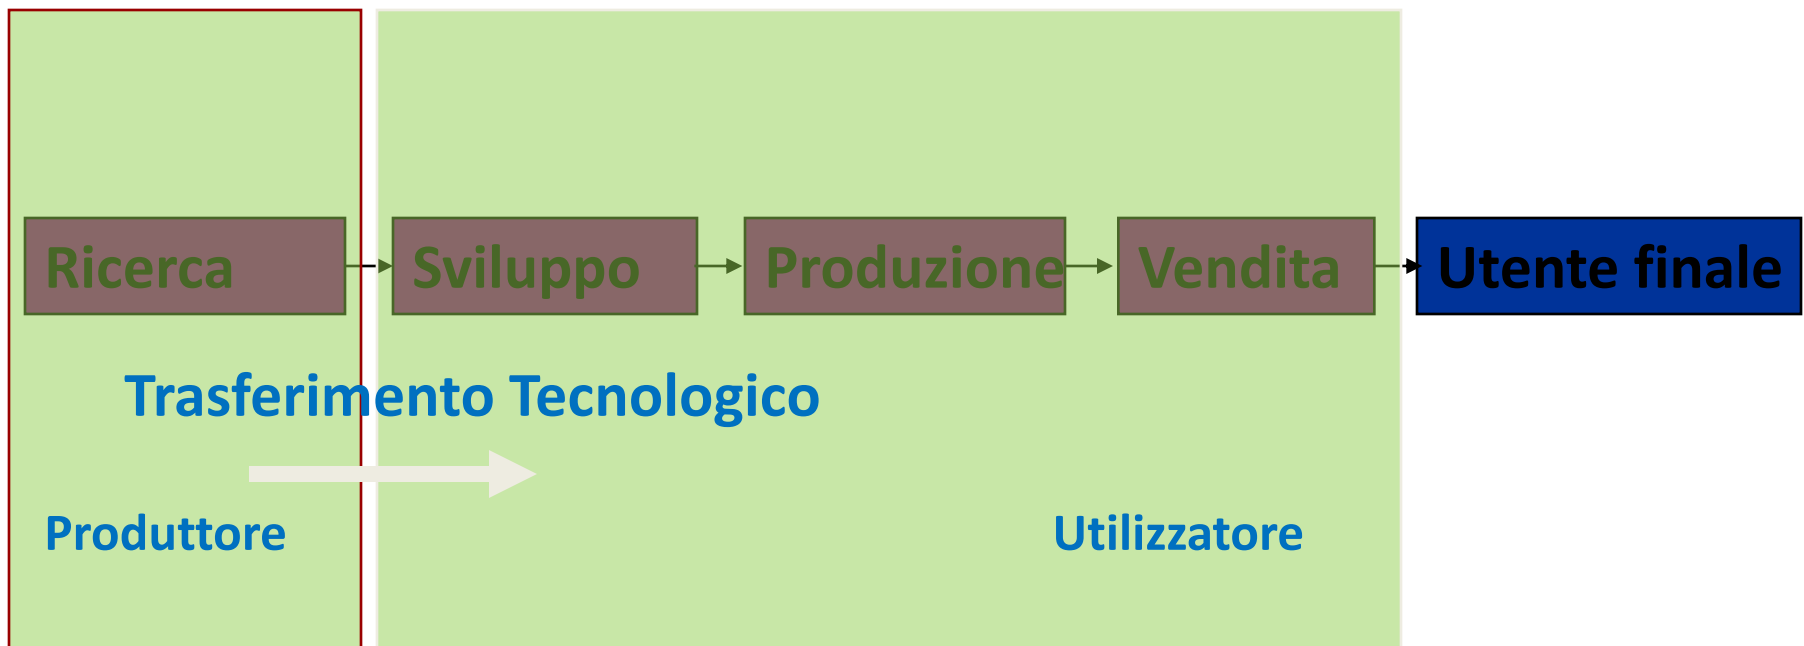 Ricerca
Sviluppo
Produzione
Vendita
Utente finale
Trasferimento Tecnologico
Produttore
Utilizzatore